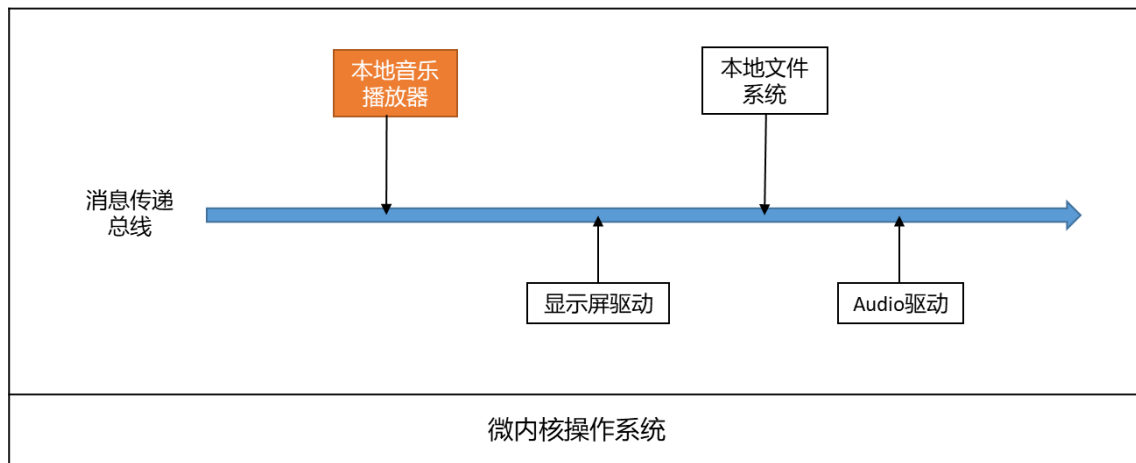 本地音乐
播放器
本地文件
系统
消息传递
总线
显示屏驱动
Audio驱动
微内核操作系统